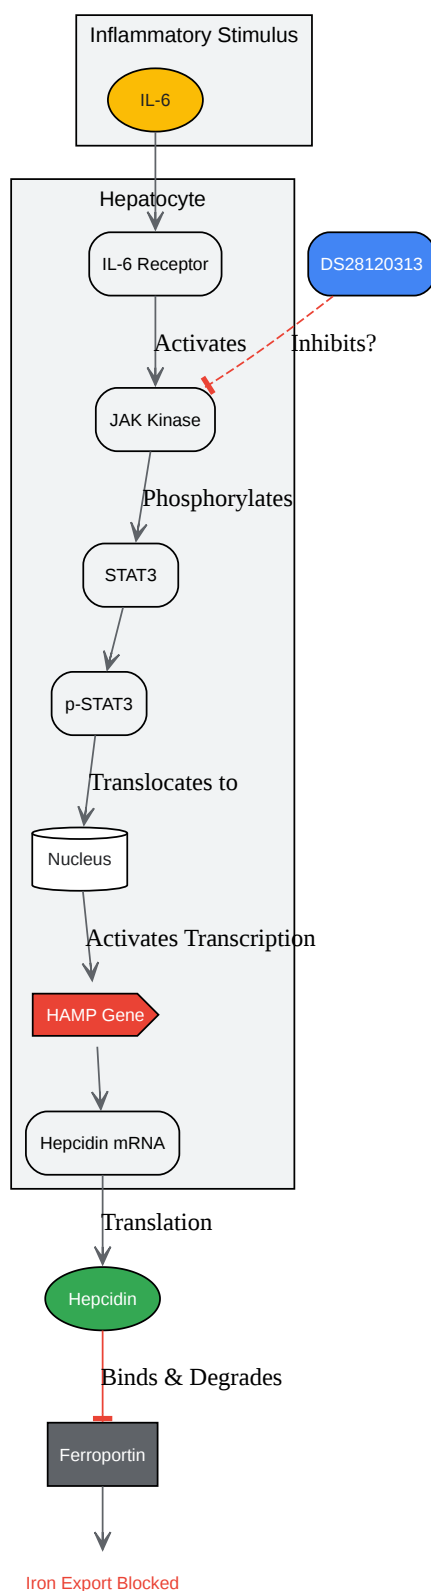 Inflammatory Stimulus
IL-6
Hepatocyte
IL-6 Receptor
DS28120313
Activates
Inhibits?
JAK Kinase
Phosphorylates
STAT3
p-STAT3
Translocates to
Nucleus
Activates Transcription
HAMP Gene
Hepcidin mRNA
Translation
Hepcidin
Binds & Degrades
Ferroportin
Iron Export Blocked